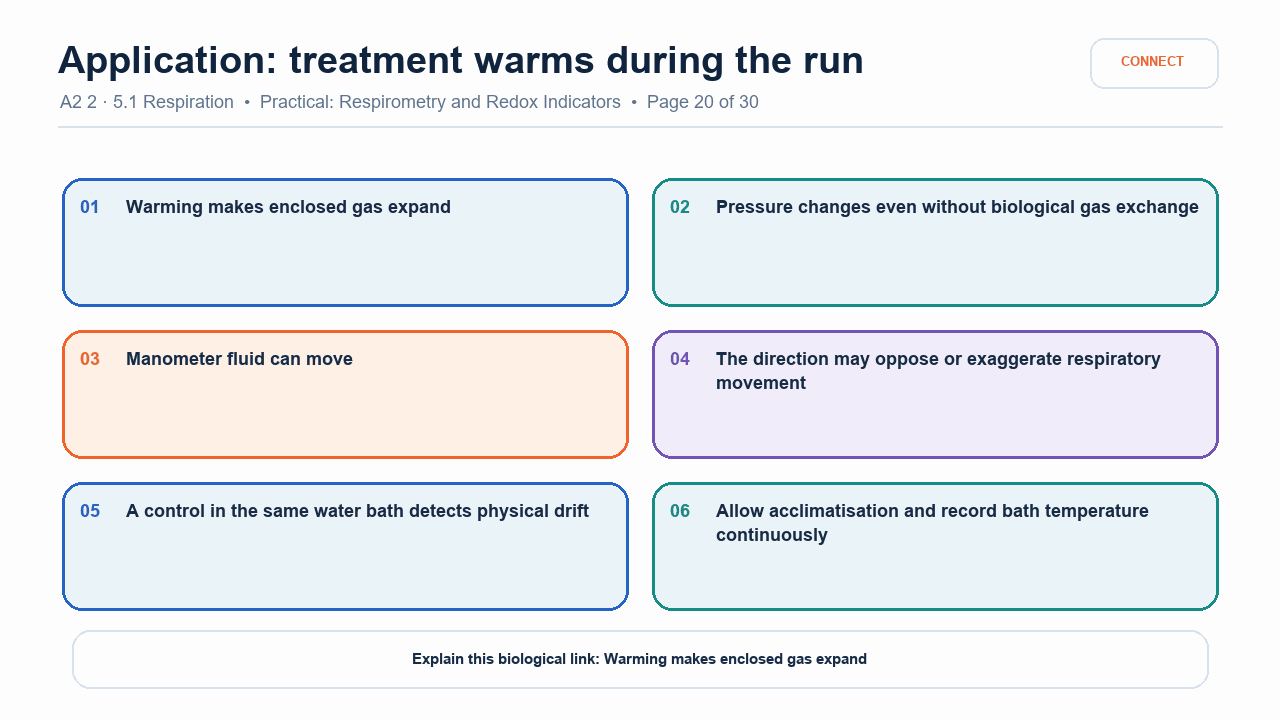 Application: treatment warms during the run
CONNECT
A2 2 · 5.1 Respiration • Practical: Respirometry and Redox Indicators • Page 20 of 30
01 Warming makes enclosed gas expand
02 Pressure changes even without biological gas exchange
03 Manometer fluid can move
04 The direction may oppose or exaggerate respiratory
movement
05 A control in the same water bath detects physical drift
06 Allow acclimatisation and record bath temperature
continuously
Explain this biological link: Warming makes enclosed gas expand